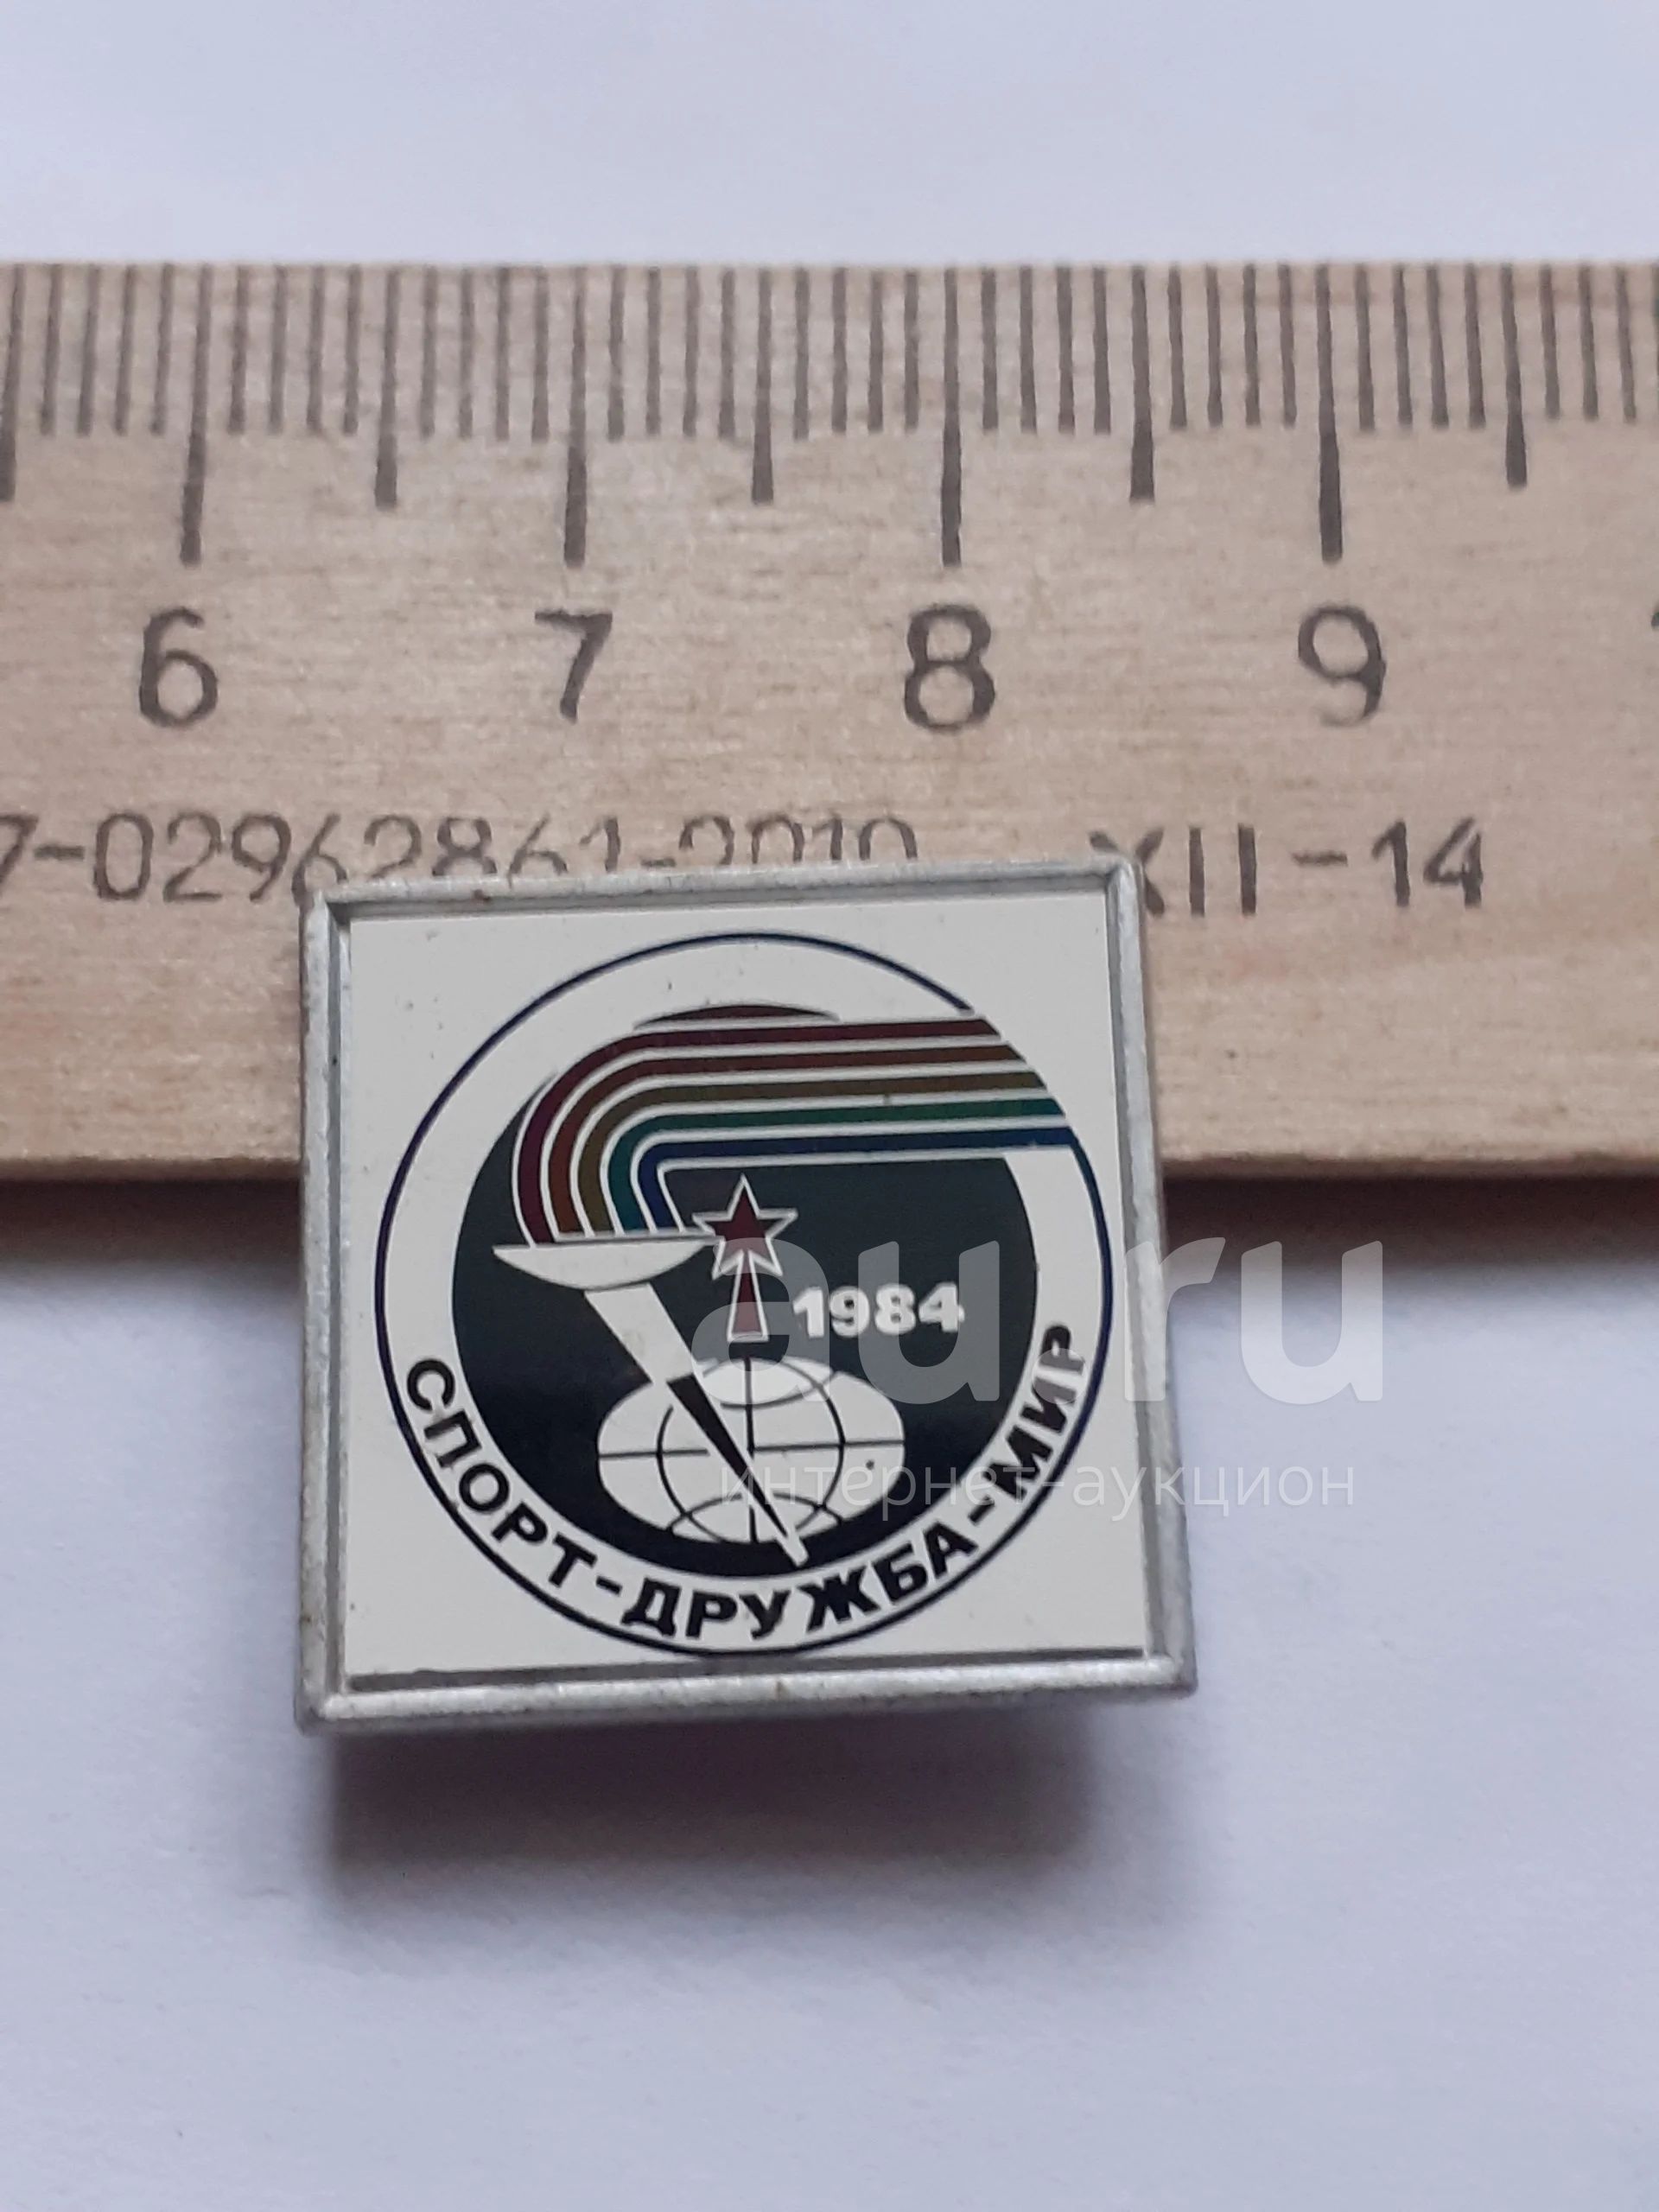 6 7 8 9
7-02962861-2010 XII-14
1984
СПОРТ-ДРУЖБА-МИР
au.ru
интернет-аукцион